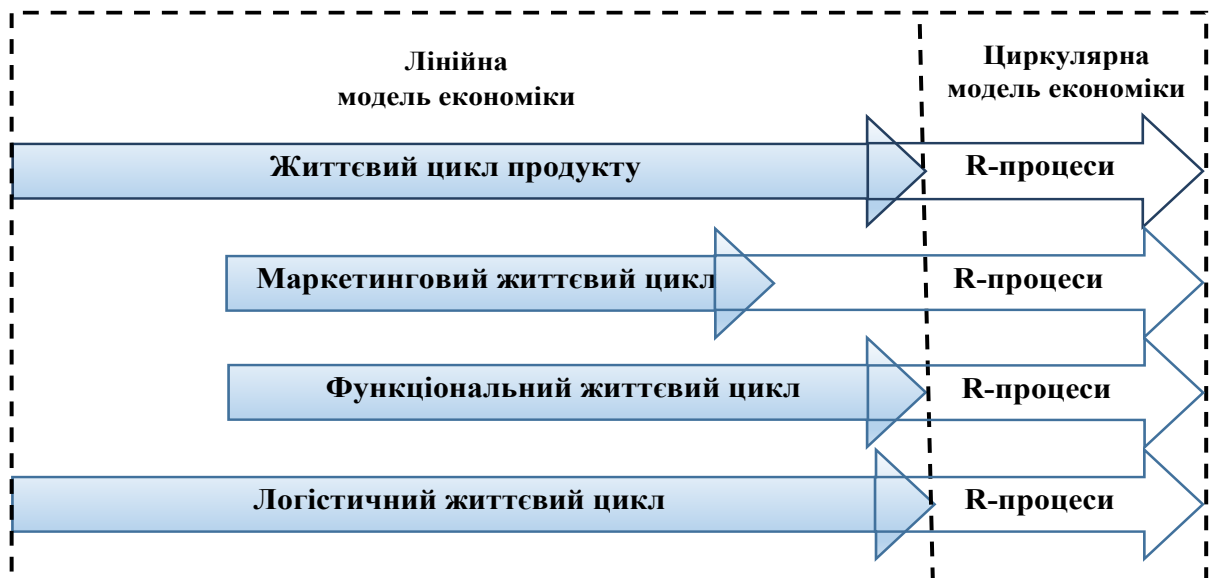 Лінійна
модель економіки
Циркулярна
модель економіки
Життєвий цикл продукту
R-процеси
Маркетинговий життєвий цикл
R-процеси
Функціональний життєвий цикл
R-процеси
Логістичний життєвий цикл
R-процеси